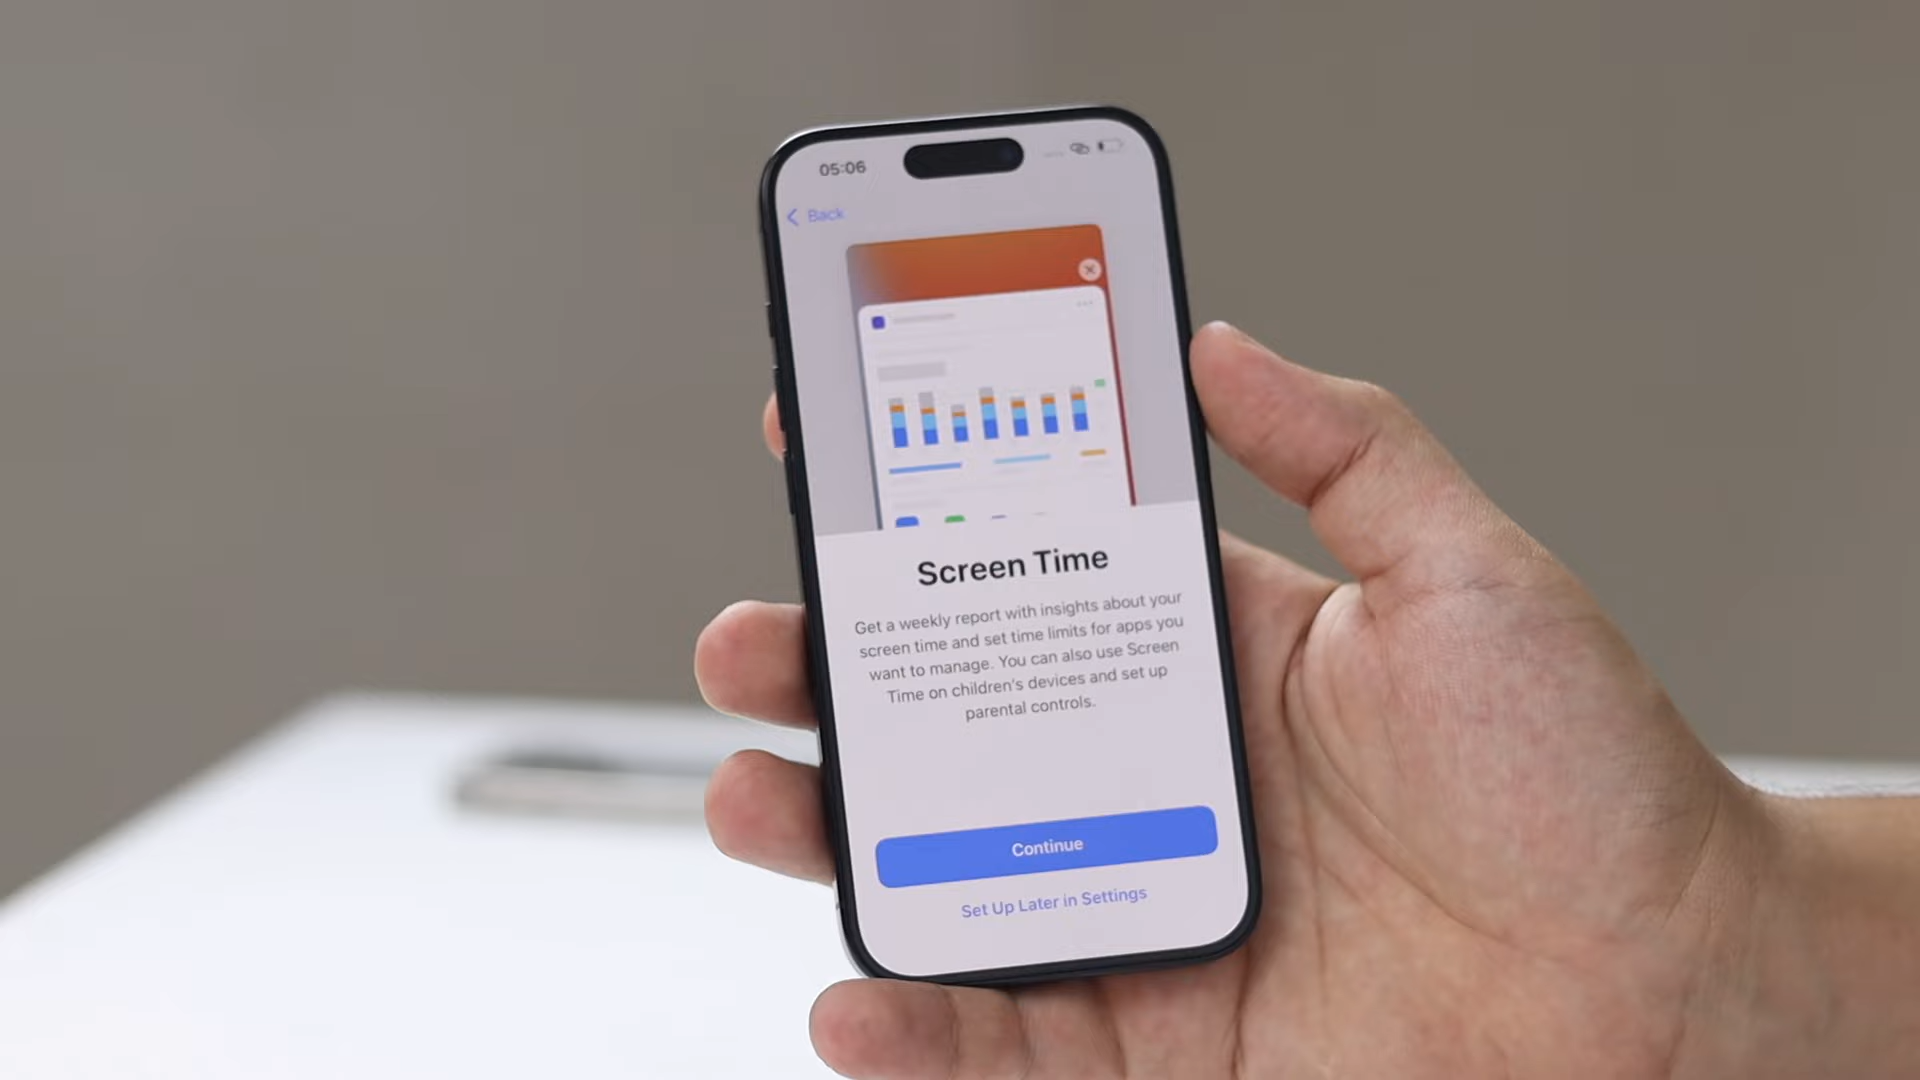 05:06
Back
Screen Time
Get a weekly report with insights about your
screen time and set time limits for apps you
want to manage. You can also use Screen
Time on children's devices and set up
parental controls.
Continue
Set Up Later in Settings